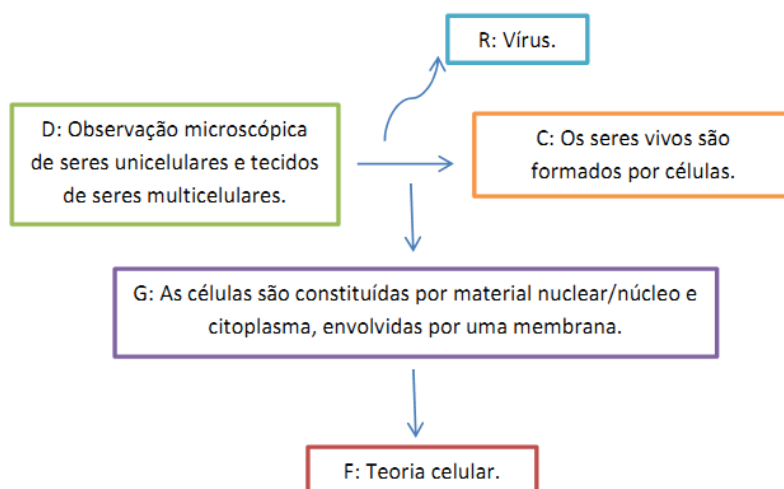 R: Vírus.
D: Observação microscópica
de seres unicelulares e tecidos
de seres multicelulares.
C: Os seres vivos são
formados por células.
G: As células são constituídas por material nuclear/núcleo e
citoplasma, envolvidas por uma membrana.
F: Teoria celular.